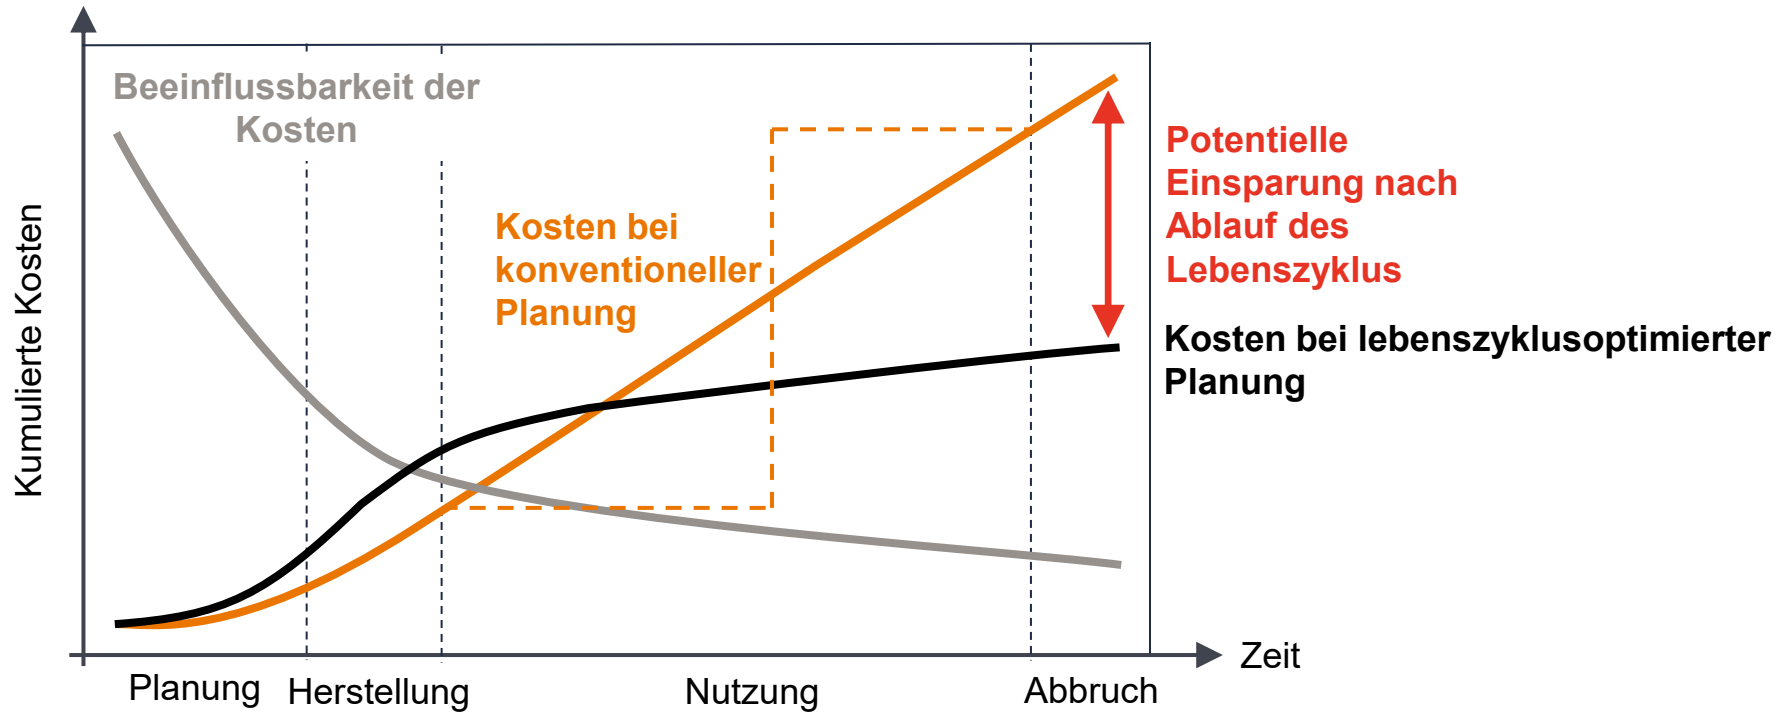 Beeinflussbarkeit der
Kosten
Kosten bei
konventioneller
Planung
Potentielle
Einsparung nach
Ablauf des
Lebenszyklus
Kosten bei lebenszyklusoptimierter
Planung
Kumulierte Kosten
Zeit
Planung
Herstellung
Nutzung
Abbruch